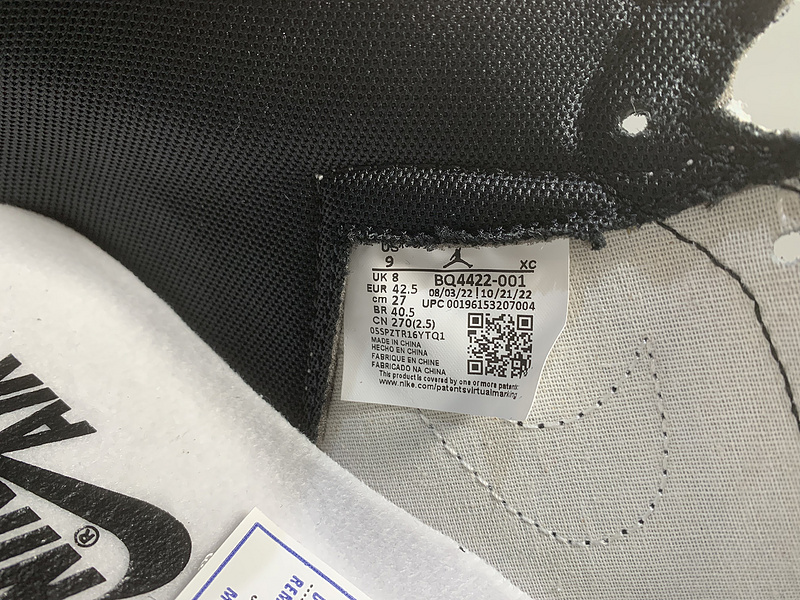 US
9 XC
UK 8 BQ4422-001
EUR 42.5 08/03/22 | 10/21/22
cm 27 UPC 00196153207004
BR 40.5
CN 270(2.5)
05SPZTR16YTQ1
MADE IN CHINA
HECHO EN CHINA
FABRIQUE EN CHINE
FABRICADO NA CHINA
This product is covered by one or more patents
www.nike.com/patentsvirtualmarking
NIKE
AIR
®